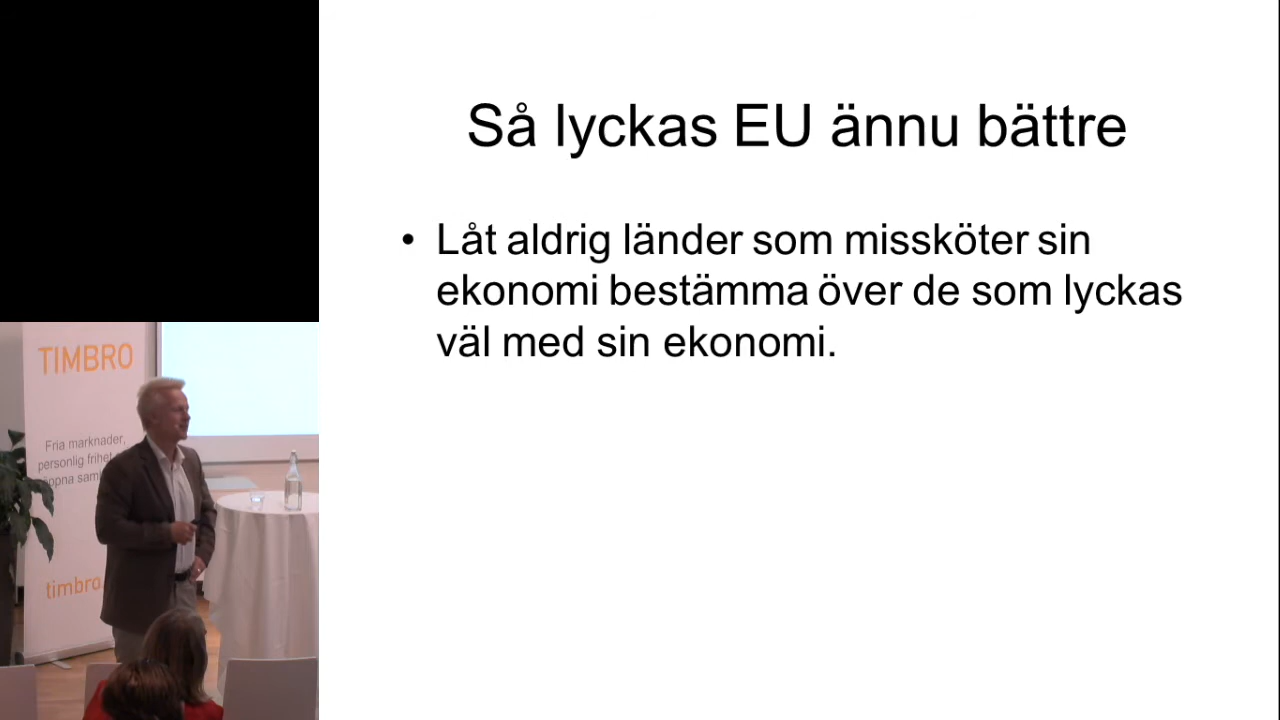 Så lyckas EU ännu bättre
• Låt aldrig länder som missköter sin
ekonomi bestämma över de som lyckas
väl med sin ekonomi.
TIMBRO
Fria marknader,
personlig frihet
öppna
timbro